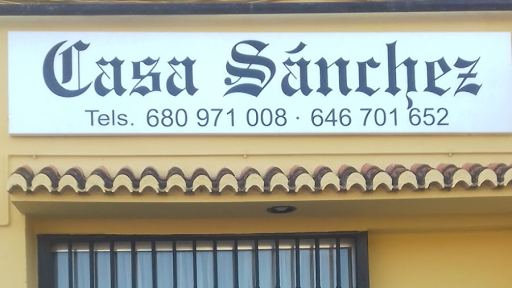 Casa Sánchez
Tels. 680 971 008 · 646 701 652